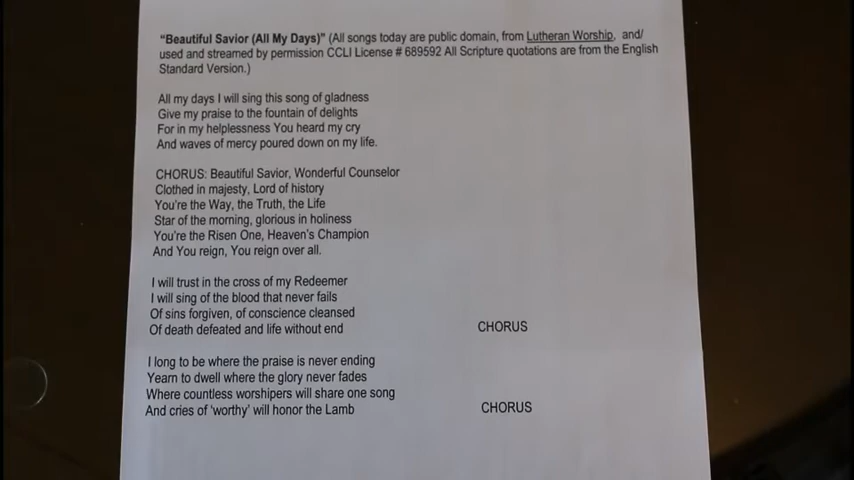 “Beautiful Savior (All My Days)” (All songs today are public domain, from Lutheran Worship, and/
used and streamed by permission CCLI License # 689592 All Scripture quotations are from the English
Standard Version.)
All my days I will sing this song of gladness
Give my praise to the fountain of delights
For in my helplessness You heard my cry
And waves of mercy poured down on my life.
CHORUS: Beautiful Savior, Wonderful Counselor
Clothed in majesty, Lord of history
You're the Way, the Truth, the Life
Star of the morning, glorious in holiness
You're the Risen One, Heaven's Champion
And You reign, You reign over all.
I will trust in the cross of my Redeemer
I will sing of the blood that never fails
Of sins forgiven, of conscience cleansed
Of death defeated and life without end CHORUS
I long to be where the praise is never ending
Yearn to dwell where the glory never fades
Where countless worshipers will share one song
And cries of ‘worthy’ will honor the Lamb CHORUS